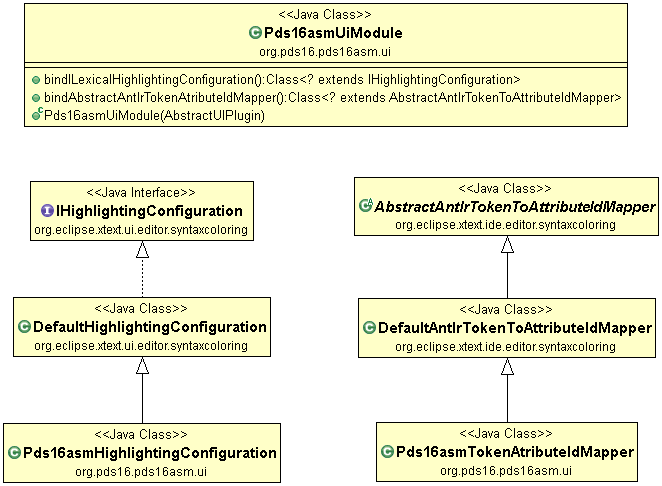 <<Java Class>>
Pds16asmUiModule
org.pds16.pds16asm.ui
bindILexicalHighlightingConfiguration():Class<? extends IHighlightingConfiguration>
bindAbstractAntlrTokenAtributeIdMapper():Class<? extends AbstractAntlrTokenToAttributeIdMapper>
Pds16asmUiModule(AbstractUIPlugin)
<<Java Interface>>
IHighlightingConfiguration
org.eclipse.xtext.ui.editor.syntaxcoloring
<<Java Class>>
AbstractAntlrTokenToAttributeIdMapper
org.eclipse.xtext.ide.editor.syntaxcoloring
<<Java Class>>
DefaultHighlightingConfiguration
org.eclipse.xtext.ui.editor.syntaxcoloring
<<Java Class>>
DefaultAntlrTokenToAttributeIdMapper
org.eclipse.xtext.ide.editor.syntaxcoloring
<<Java Class>>
Pds16asmHighlightingConfiguration
org.pds16.pds16asm.ui
<<Java Class>>
Pds16asmTokenAtributeIdMapper
org.pds16.pds16asm.ui